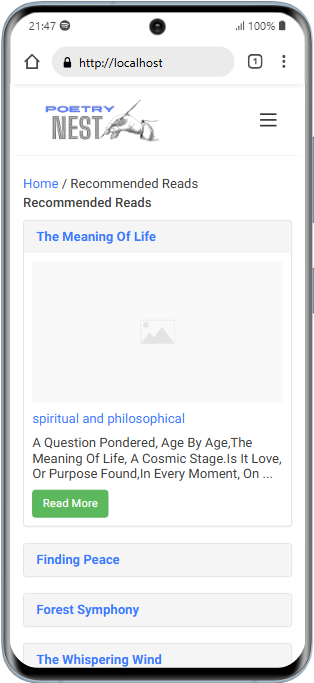 21:47
100%
http://localhost
1
POETRY
NEST
Home / Recommended Reads
Recommended Reads
The Meaning Of Life
spiritual and philosophical
A Question Pondered, Age By Age,The
Meaning Of Life, A Cosmic Stage.Is It Love,
Or Purpose Found,In Every Moment, On ...
Read More
Finding Peace
Forest Symphony
The Whispering Wind